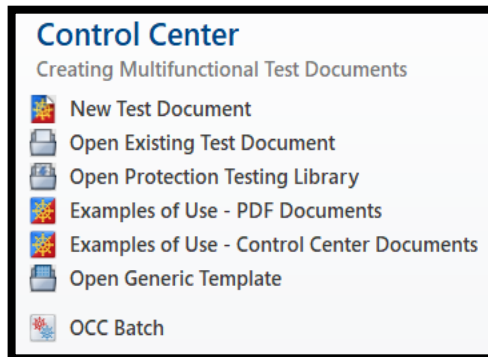 Control Center
Creating Multifunctional Test Documents
New Test Document
Open Existing Test Document
Open Protection Testing Library
Examples of Use - PDF Documents
Examples of Use - Control Center Documents
Open Generic Template
OCC Batch